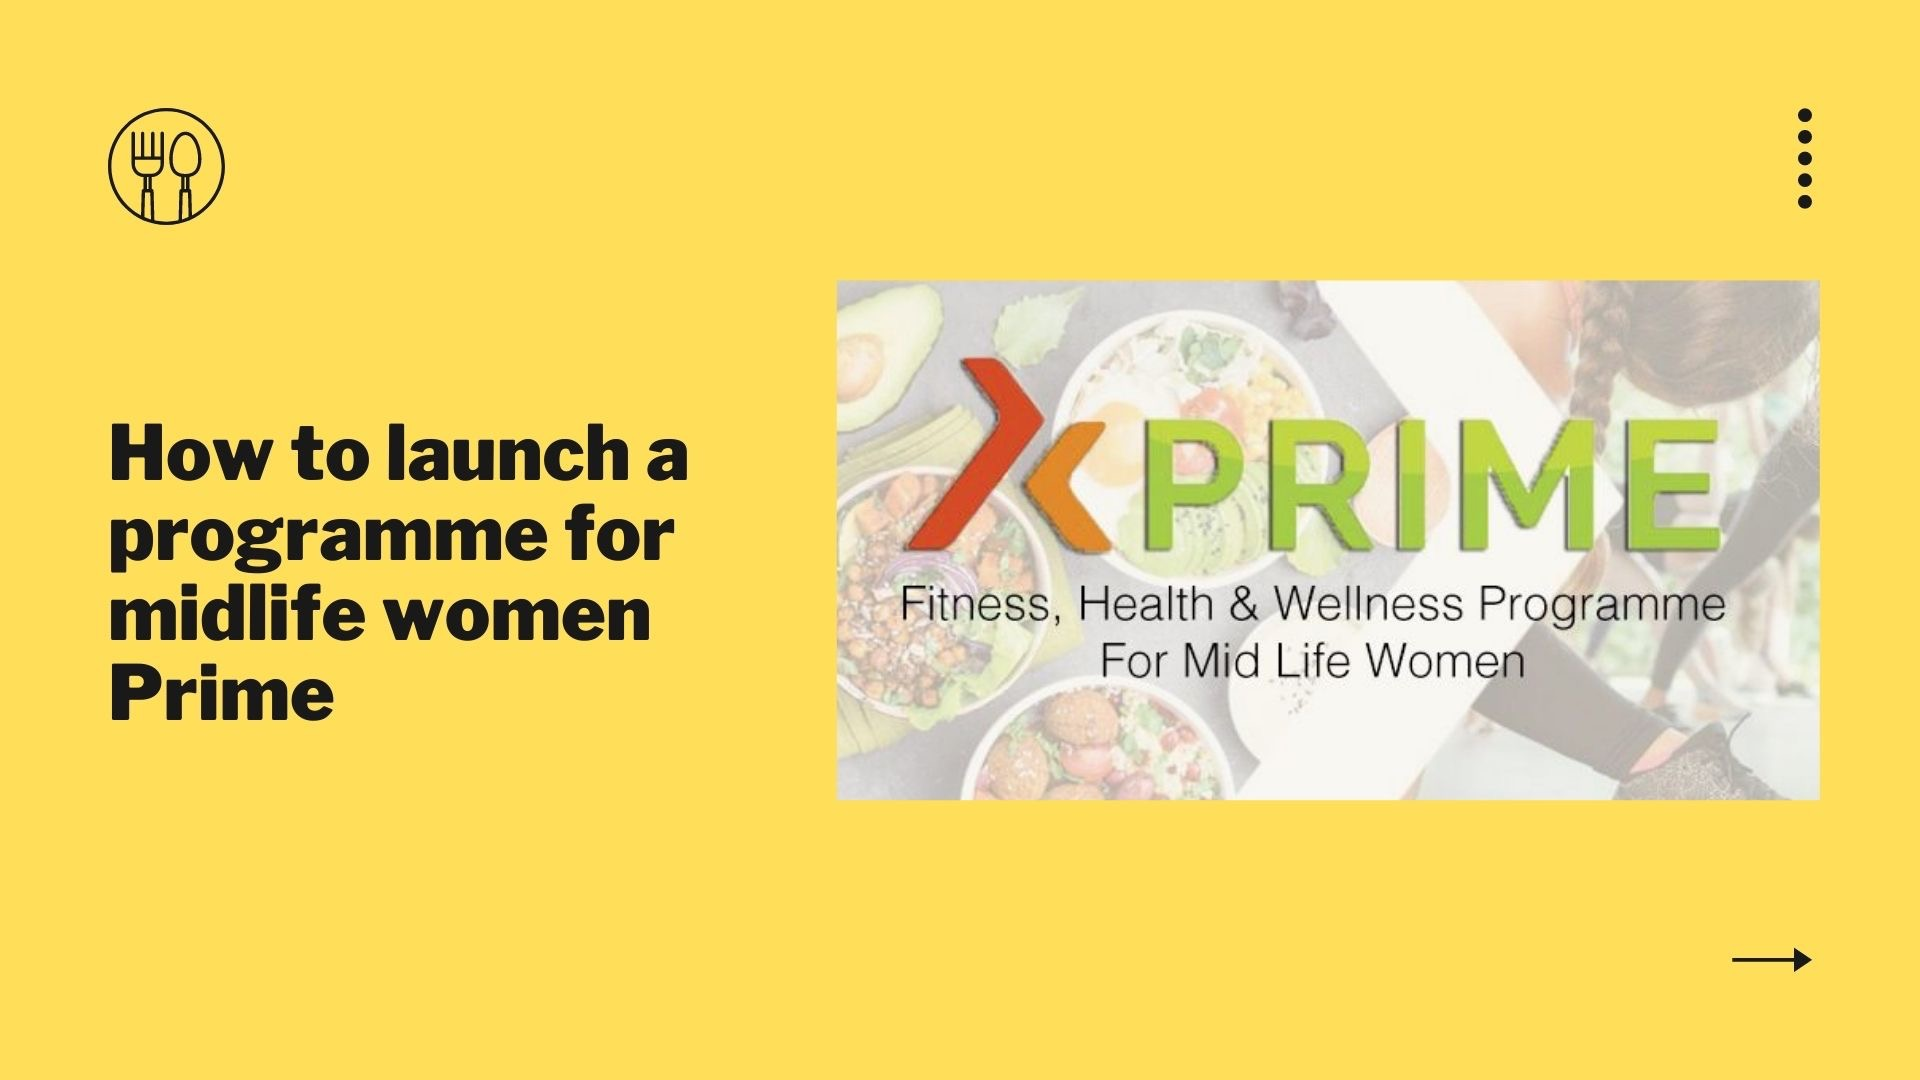 How to launch a
programme for
midlife women
Prime
PRIME
Fitness, Health & Wellness Programme
For Mid Life Women